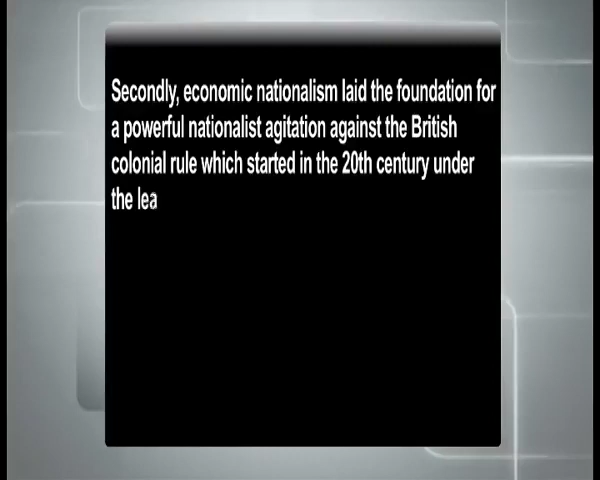 Secondly, economic nationalism laid the foundation for
a powerful nationalist agitation against the British
colonial rule which started in the 20th century under
the lea